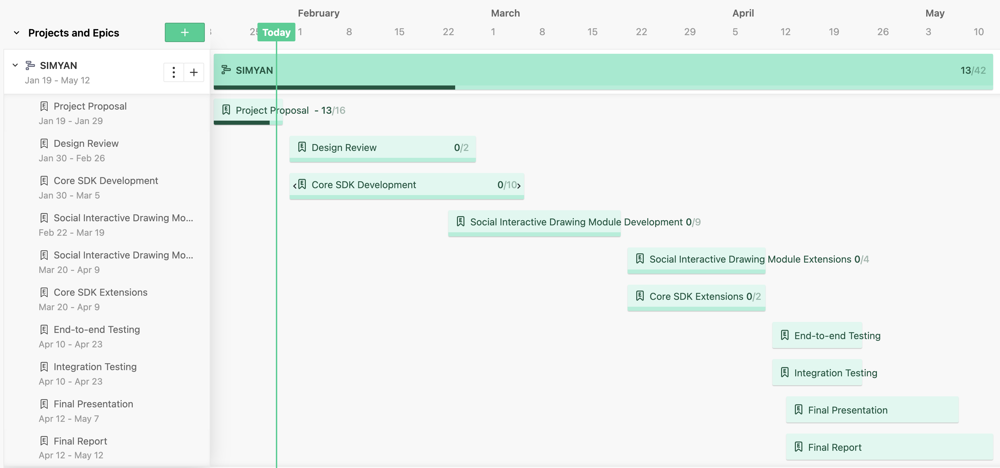 February March April May
Projects and Epics
+
25 Today 1 8 15 22 1 8 15 22 29 5 12 19 26 3 10
SIMYAN
Jan 19 - May 12
+
SIMYAN 13/42
Project Proposal
Jan 19 - Jan 29
Project Proposal - 13/16
Design Review
Jan 30 - Feb 26
Design Review 0/2
Core SDK Development
Jan 30 - Mar 5
Core SDK Development 0/10
Social Interactive Drawing Mo...
Feb 22 - Mar 19
Social Interactive Drawing Module Development 0/9
Social Interactive Drawing Mo...
Mar 20 - Apr 9
Social Interactive Drawing Module Extensions 0/4
Core SDK Extensions
Mar 20 - Apr 9
Core SDK Extensions 0/2
End-to-end Testing
Apr 10 - Apr 23
End-to-end Testing
Integration Testing
Apr 10 - Apr 23
Integration Testing
Final Presentation
Apr 12 - May 7
Final Presentation
Final Report
Apr 12 - May 12
Final Report